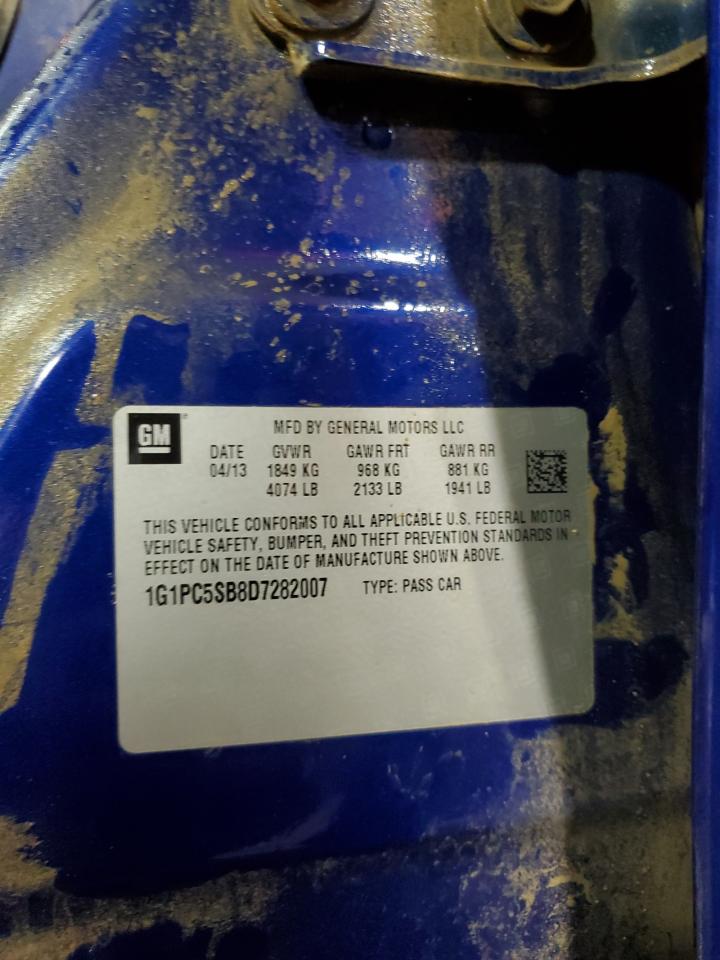 GM
MFD BY GENERAL MOTORS LLC
DATE GVWR GAWR FRT GAWR RR
04/13 1849 KG 968 KG 881 KG
4074 LB 2133 LB 1941 LB
THIS VEHICLE CONFORMS TO ALL APPLICABLE U.S. FEDERAL MOTOR
VEHICLE SAFETY, BUMPER, AND THEFT PREVENTION STANDARDS IN
EFFECT ON THE DATE OF MANUFACTURE SHOWN ABOVE.
1G1PC5SB8D7282007 TYPE: PASS CAR